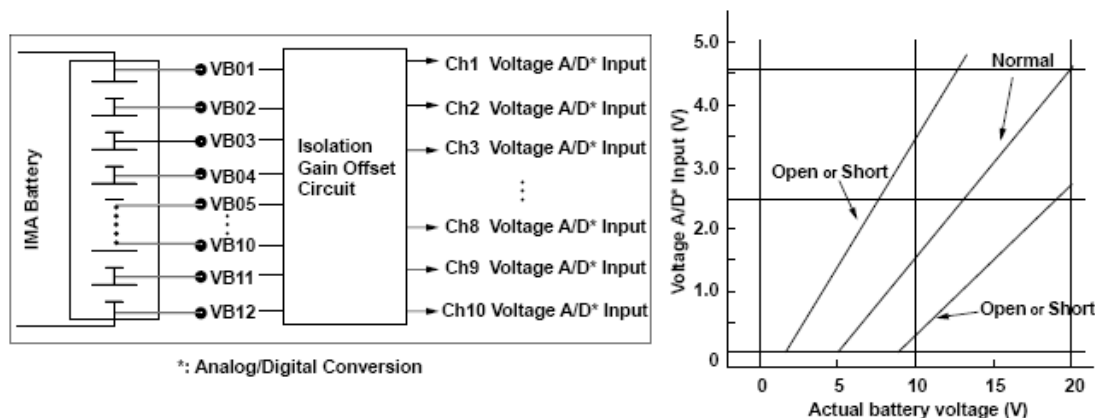 IMA Battery
VB01
VB02
VB03
VB04
VB05
VB10
VB11
VB12
Isolation
Gain Offset
Circuit
Ch1 Voltage A/D* Input
Ch2 Voltage A/D* Input
Ch3 Voltage A/D* Input
Ch8 Voltage A/D* Input
Ch9 Voltage A/D* Input
Ch10 Voltage A/D* Input
*: Analog/Digital Conversion
Voltage A/D* Input (V)
5.0
4.0
3.0
2.0
1.0
0
Normal
Open or Short
Open or Short
0 5 10 15 20
Actual battery voltage (V)